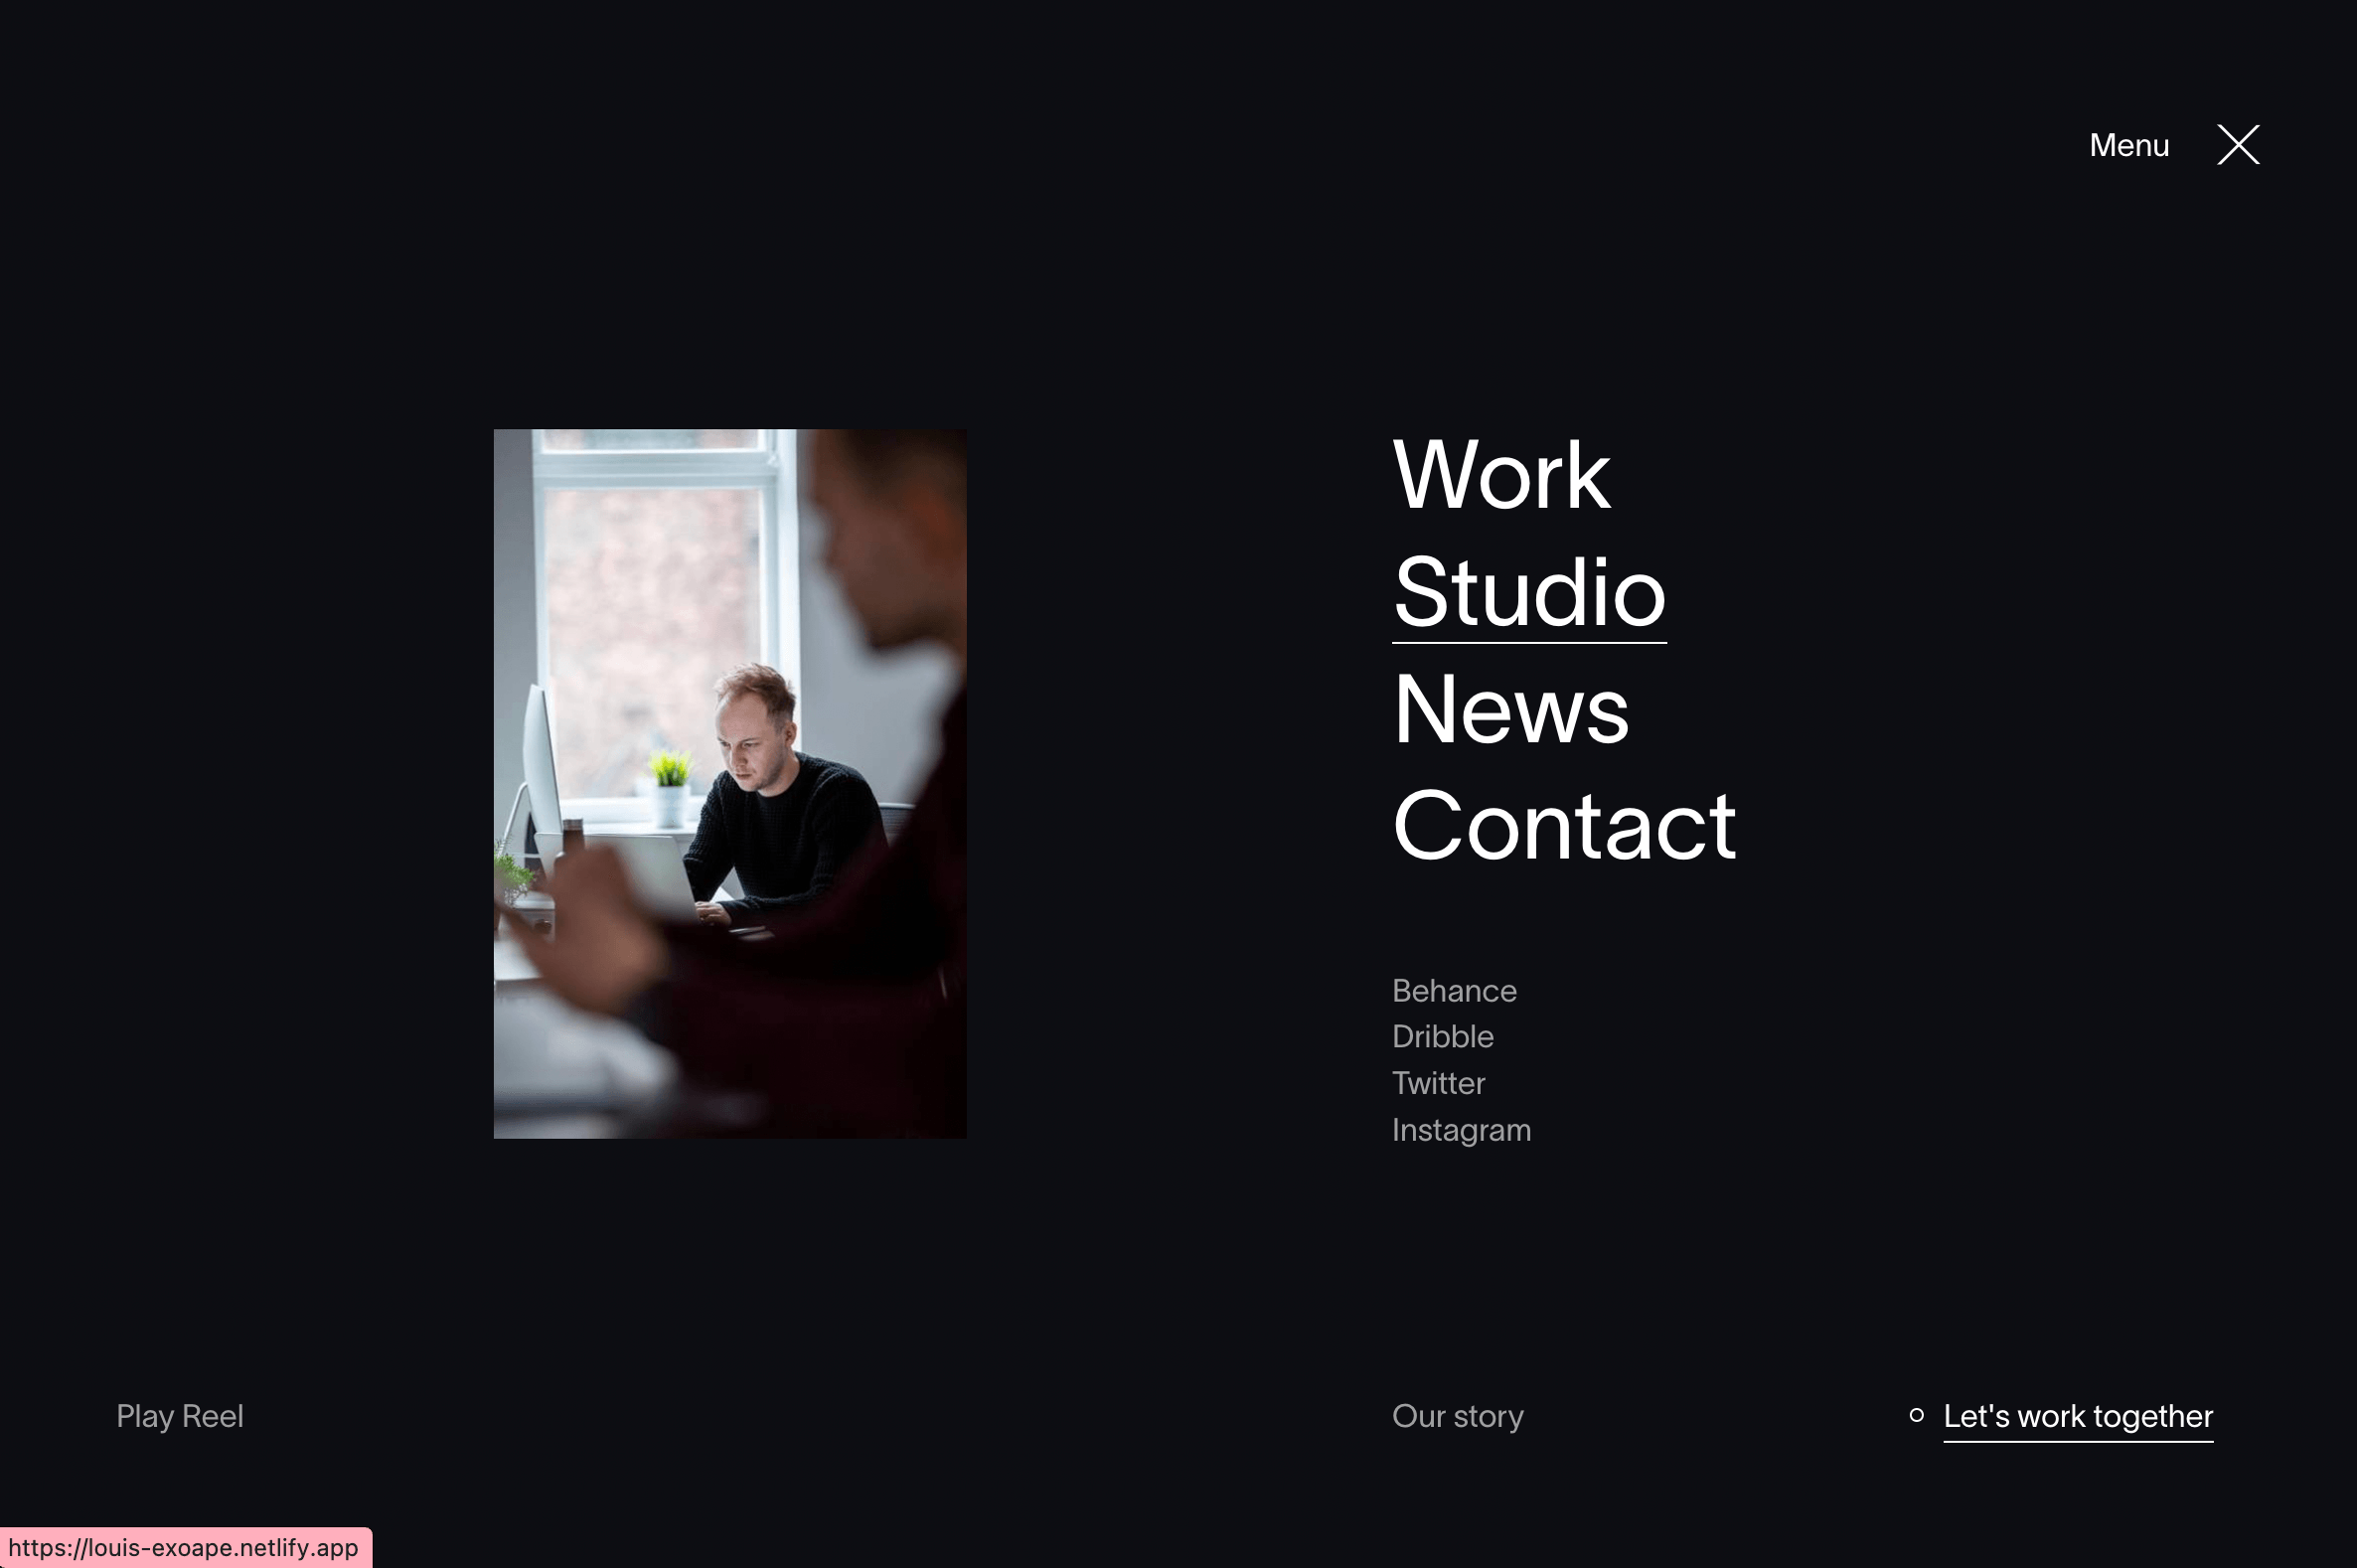 Menu
Work
Studio
News
Contact
Behance
Dribble
Twitter
Instagram
Play Reel
Our story
Let's work together
https://louis-exoape.netlify.app